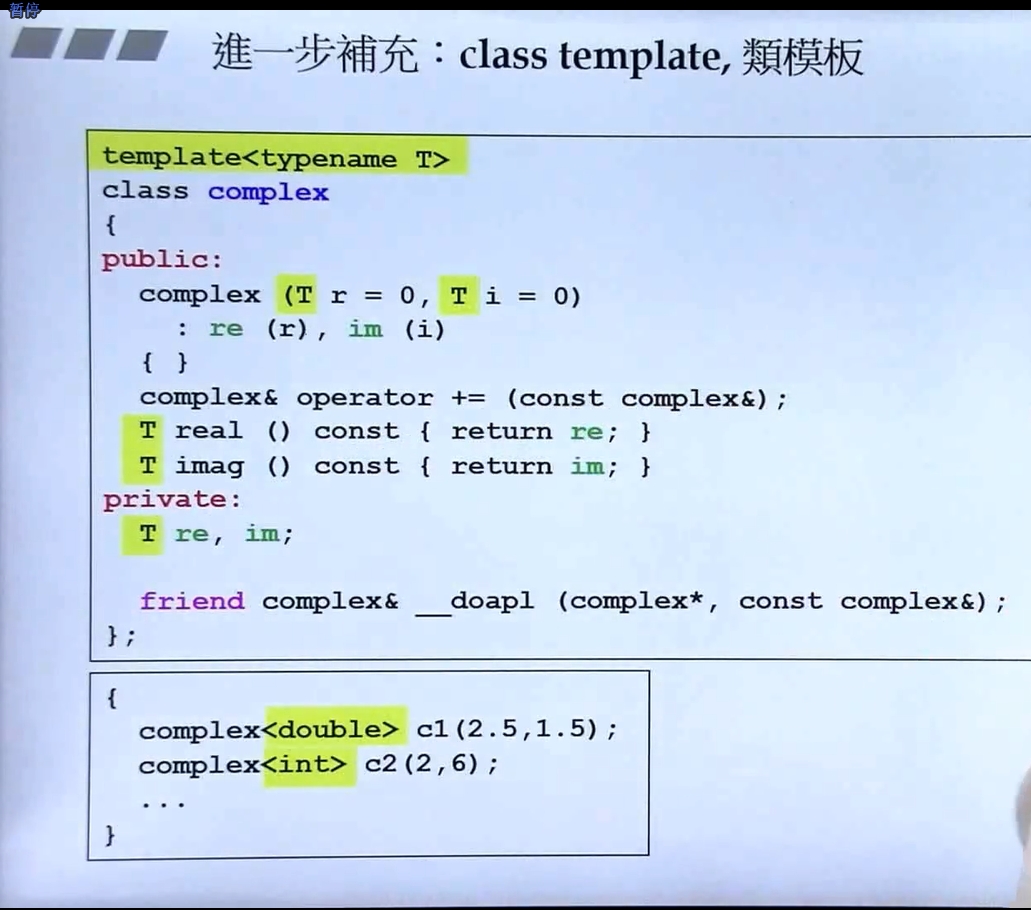 暫停
進一步補充：class template, 類模板
template<typename T>
class complex
{
public:
complex (T r = 0, T i = 0)
: re (r), im (i)
{ }
complex& operator += (const complex&);
T real () const { return re; }
T imag () const { return im; }
private:
T re, im;
friend complex& __doapl (complex*, const complex&);
};
{
complex<double> c1(2.5,1.5);
complex<int> c2(2,6);
...
}